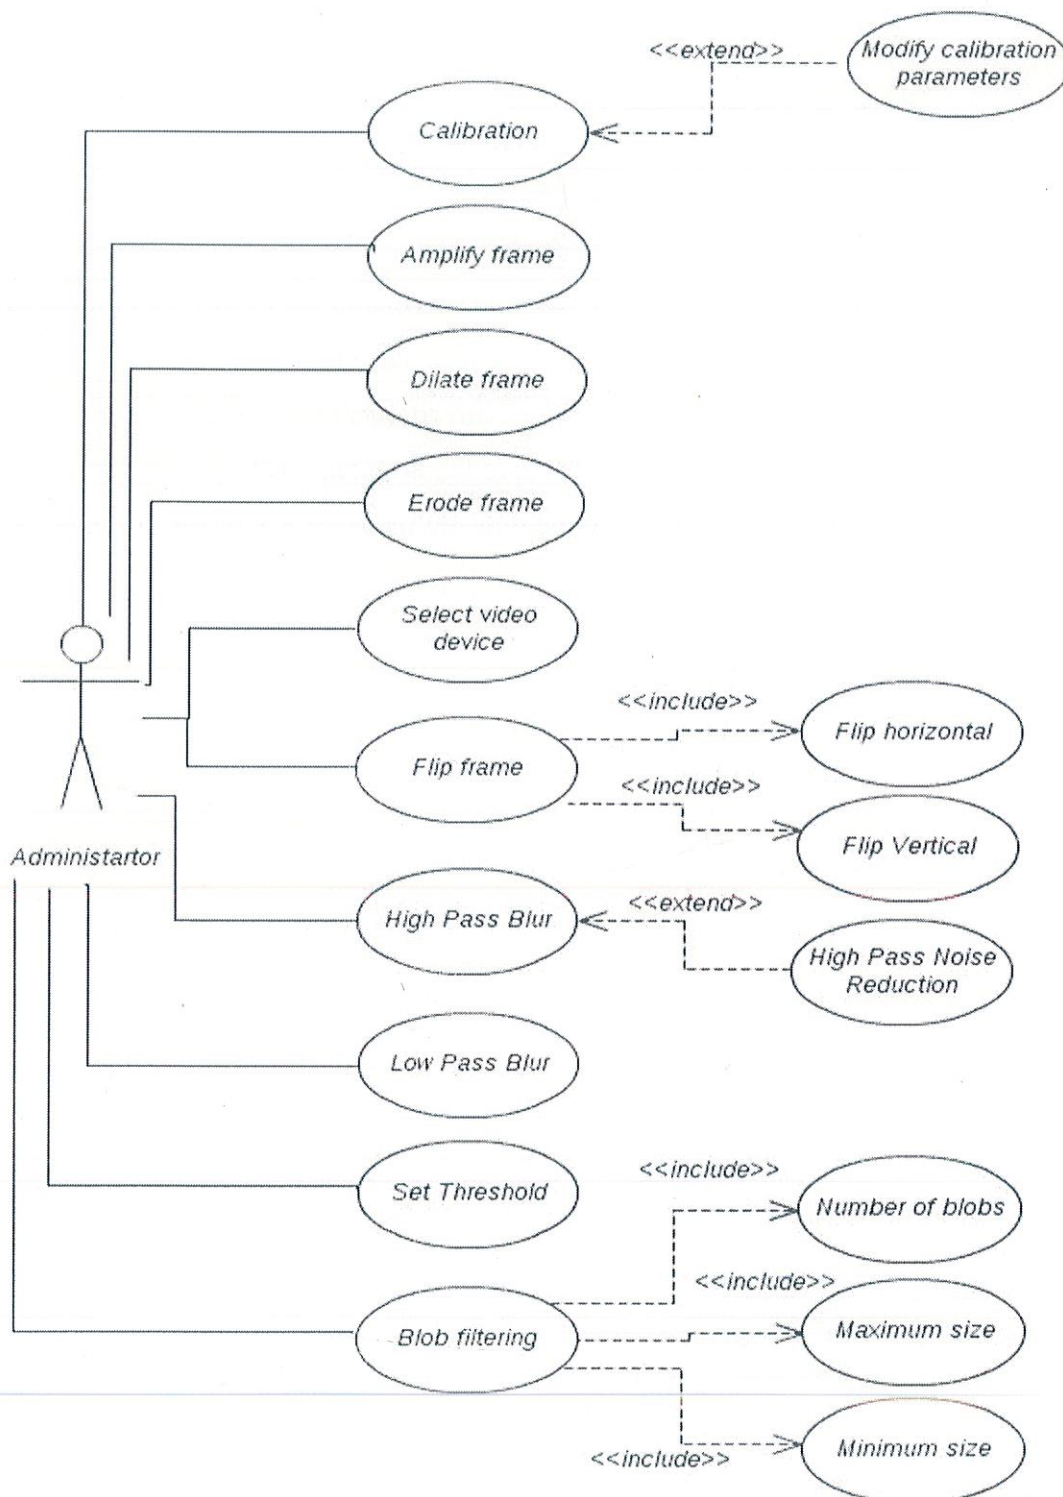 <<extend>>
Modify calibration
parameters
Calibration
Amplify frame
Dilate frame
Erode frame
Select video
device
<<include>>
Flip horizontal
Flip frame
<<include>>
Flip Vertical
Administartor
<<extend>>
High Pass Blur
High Pass Noise
Reduction
Low Pass Blur
<<include>>
Set Threshold
Number of blobs
<<include>>
Blob filtering
Maximum size
<<include>>
Minimum size